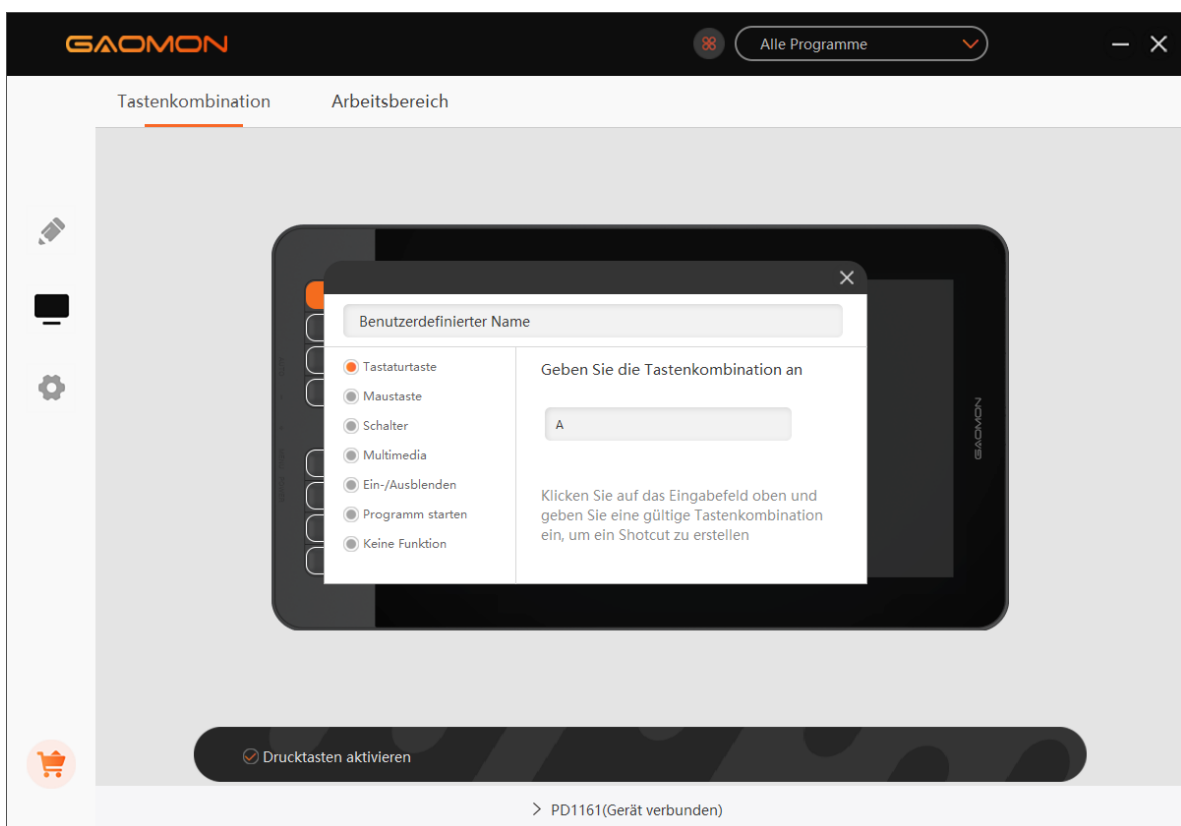 GAOMON
Alle Programme
Tastenkombination
Arbeitsbereich
Benutzerdefinierter Name
Tastaturtaste
Maustaste
Schalter
Multimedia
Ein-/Ausblenden
Programm starten
Keine Funktion
Geben Sie die Tastenkombination an
A
Klicken Sie auf das Eingabefeld oben und
geben Sie eine gültige Tastenkombination
ein, um ein Shotcut zu erstellen
GAOMON
Drucktasten aktivieren
PD1161(Gerät verbunden)